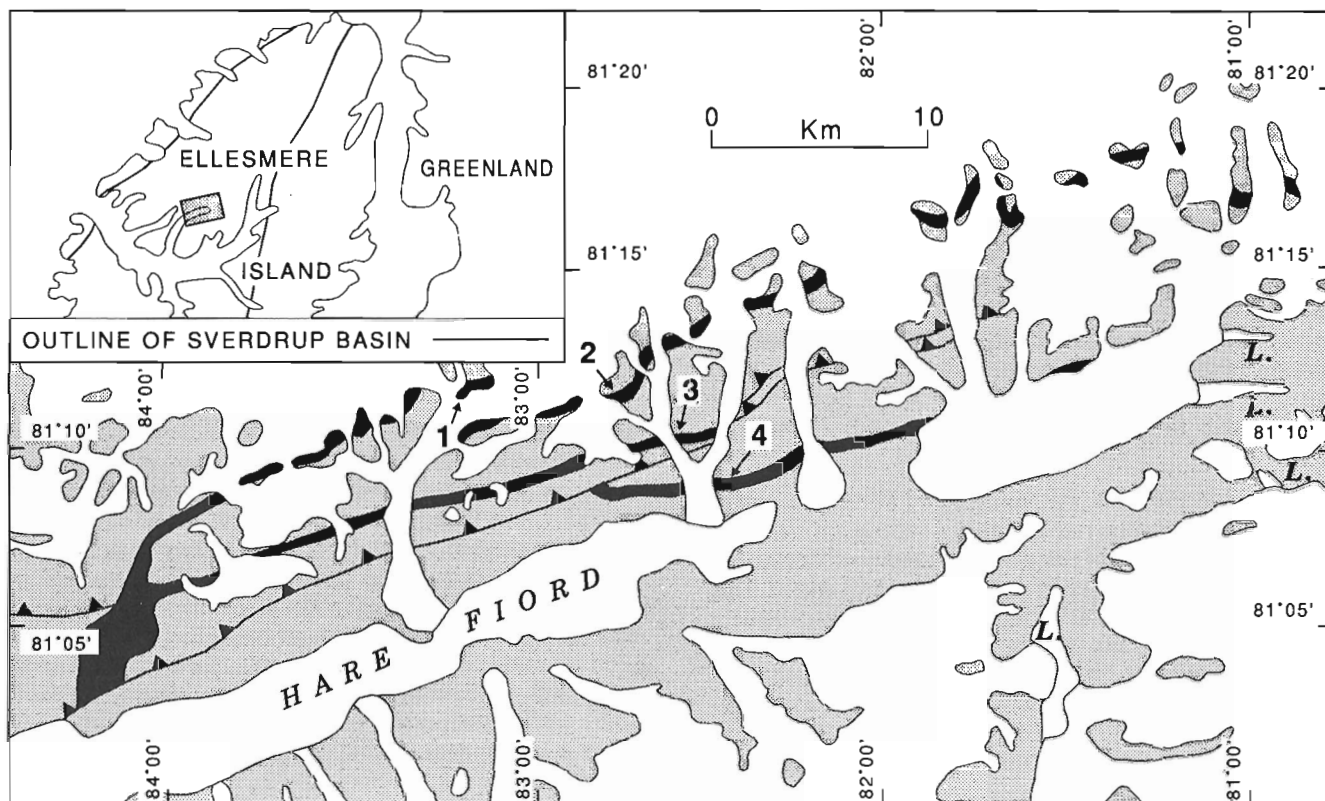 ELLESMERE
GREENLAND
ISLAND
OUTLINE OF SVERDRUP BASIN
82°00'
81°00'
81°20'
81°20'
0 10
Km
81°15'
81°15'
84°00'
83°00'
1
2
3
4
L.
L.
L.
L.
81°10'
81°10'
81°05'
81°05'
HARE FIORD
84°00'
83°00'
82°00'
81°00'